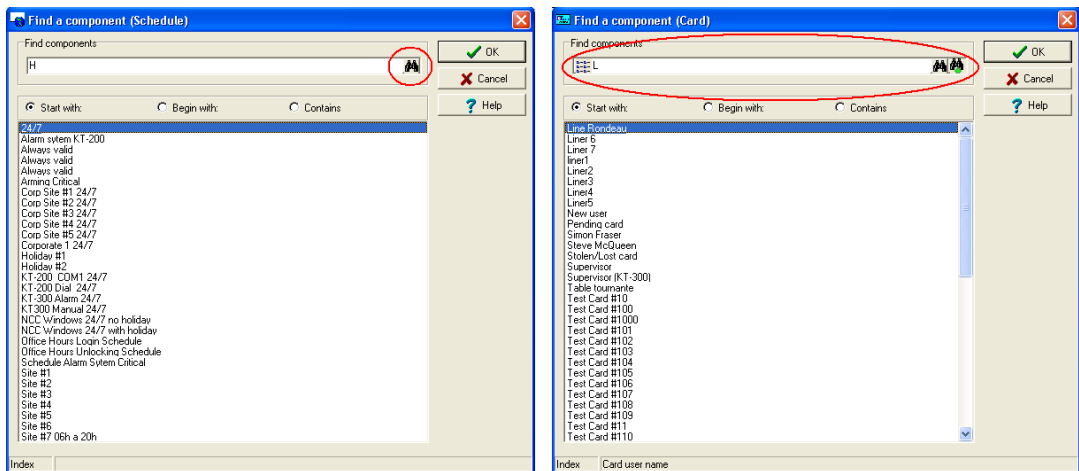 Find a component (Schedule)
Find components
H
OK
Cancel
Start with:
Begin with:
Contains
Help
24/7
Alarm sytem KT-200
Always valid
Always valid
Always valid
Arming Critical
Corp Site #1 24/7
Corp Site #2 24/7
Corp Site #3 24/7
Corp Site #4 24/7
Corp Site #5 24/7
Corporate 1 24/7
Holiday #1
Holiday #2
KT-200 COM1 24/7
KT-200 Dial 24/7
KT-300 Alarm 24/7
KT300 Manual 24/7
NCC Windows 24/7 no holiday
NCC Windows 24/7 with holiday
Office Hours Login Schedule
Office Hours Unlocking Schedule
Schedule Alarm Sytem Critical
Site #1
Site #2
Site #3
Site #4
Site #5
Site #6
Site #7 06h a 20h
Index
Find a component (Card)
Find components
L
OK
Cancel
Start with:
Begin with:
Contains
Help
Line Rondeau
Liner 6
Liner 7
liner1
Liner2
Liner3
Liner4
Liner5
New user
Pending card
Simon Fraser
Steve McQueen
Stolen/Lost card
Supervisor
Supervisor (KT-300)
Table tournante
Test Card #10
Test Card #100
Test Card #1000
Test Card #101
Test Card #102
Test Card #103
Test Card #104
Test Card #105
Test Card #106
Test Card #107
Test Card #108
Test Card #109
Test Card #11
Test Card #110
Index
Card user name